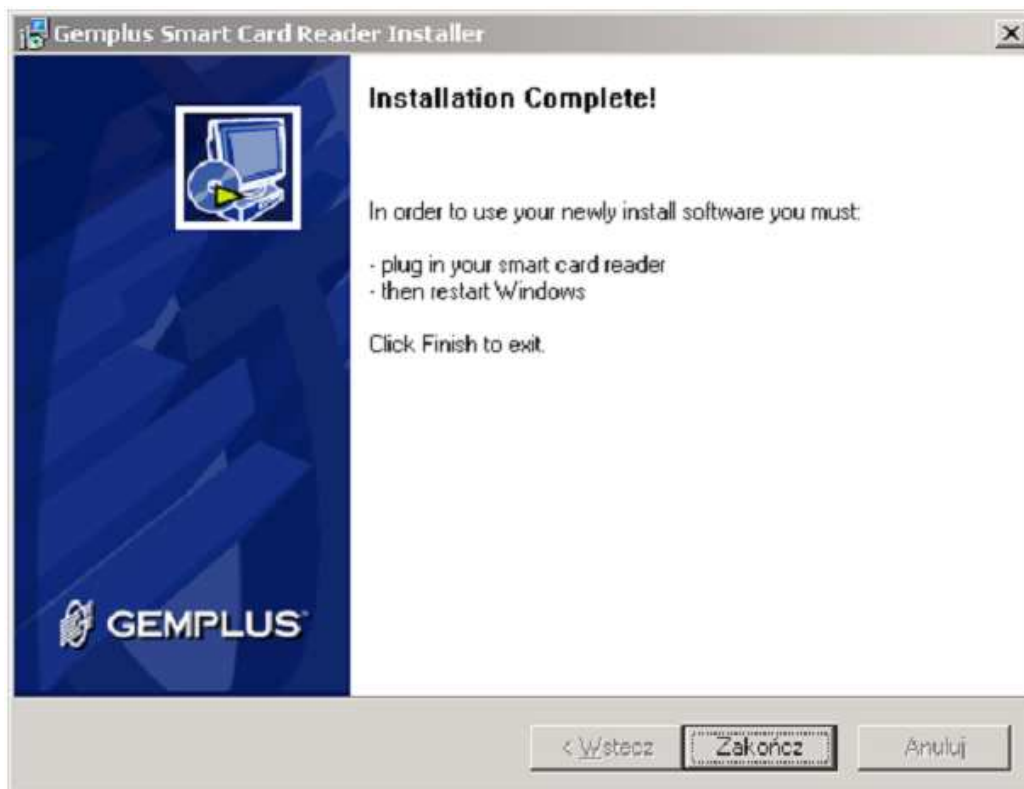 Gemplus Smart Card Reader Installer
Installation Complete!
In order to use your newly install software you must:
- plug in your smart card reader
- then restart Windows
Click Finish to exit.
GEMPLUS
< Wstecz
Zakończ
Anuluj